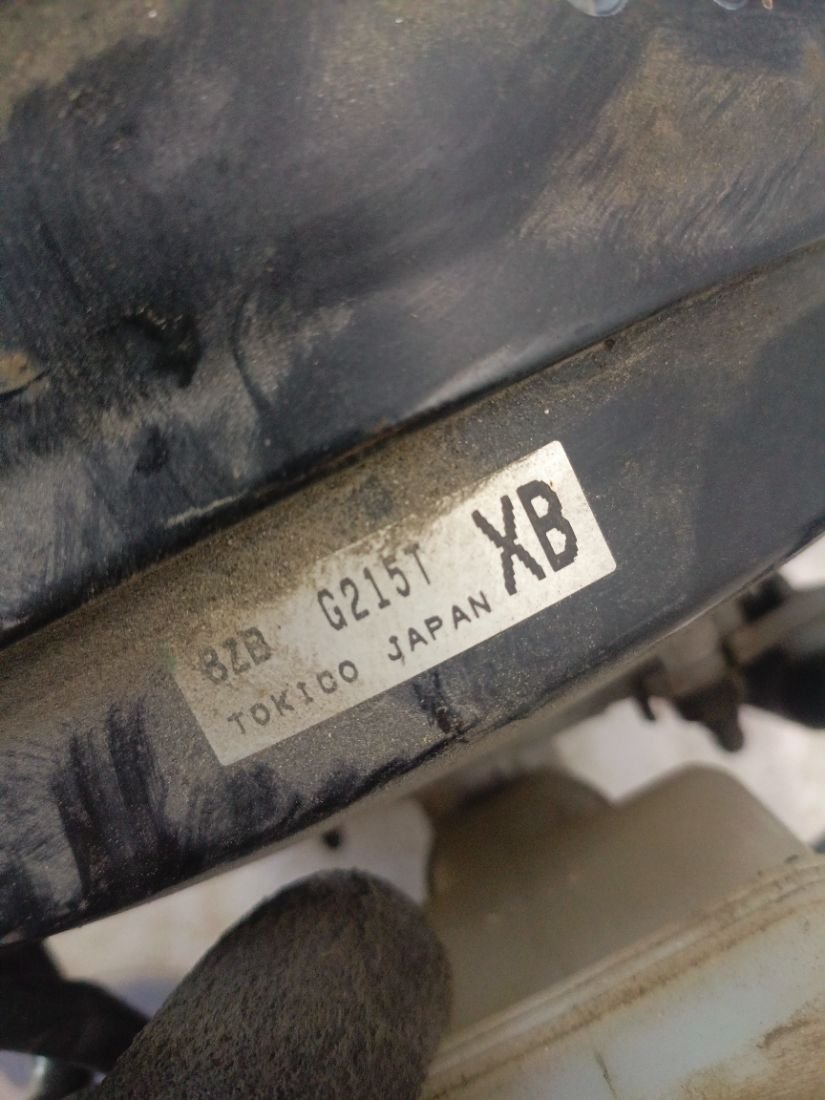 8ZB G215T XB
TOKICO JAPAN